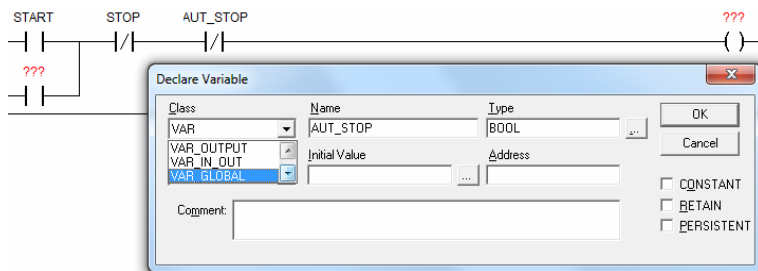 START STOP AUT_STOP ???
???
Declare Variable
Class Name Type
VAR AUT_STOP BOOL ... OK
Cancel
VAR_OUTPUT
VAR_IN_OUT
VAR_GLOBAL
Initial Value Address
...
CONSTANT
RETAIN
PERSISTENT
Comment: